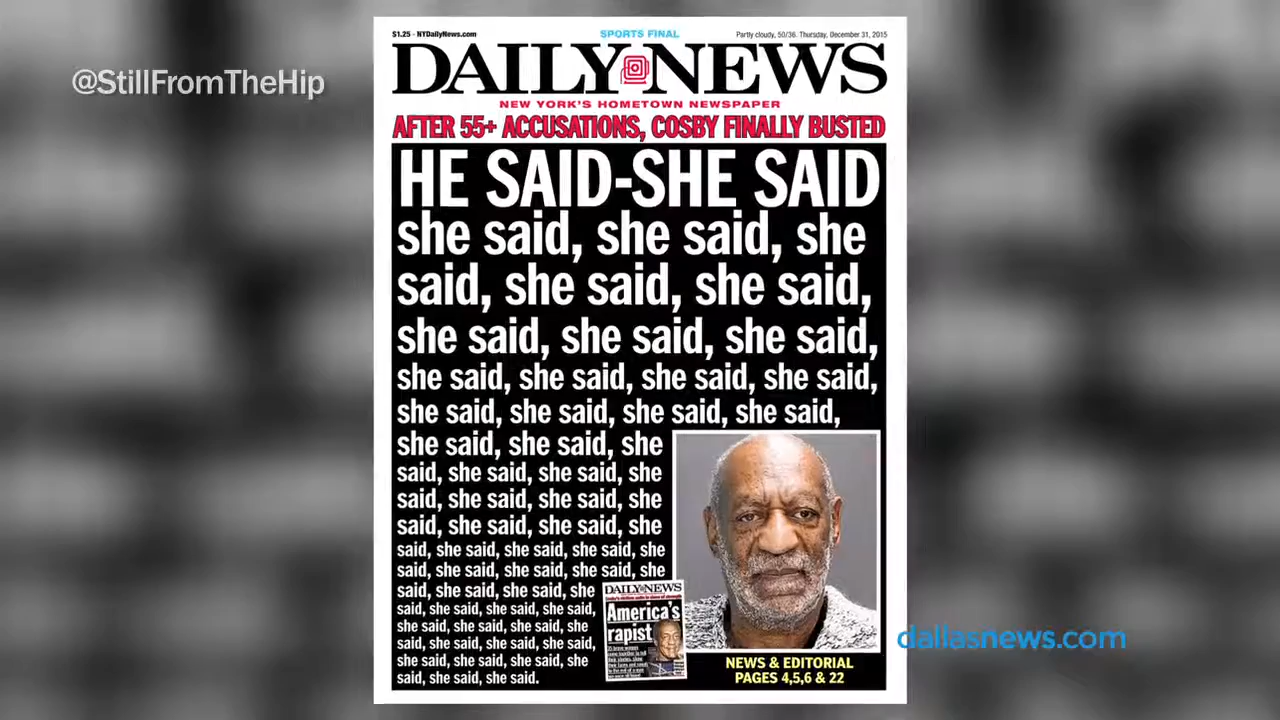 @StillFromTheHip
$1.25 - NYDailyNews.com
SPORTS FINAL
Partly cloudy, 50/36. Thursday, December 31, 2015
DAILY NEWS
NEW YORK'S HOMETOWN NEWSPAPER
AFTER 55+ ACCUSATIONS, COSBY FINALLY BUSTED
HE SAID-SHE SAID
she said, she said, she
said, she said, she said,
she said, she said, she said,
she said, she said, she said, she said,
she said, she said, she said, she said,
she said, she said, she
said, she said, she said, she
said, she said, she said, she
said, she said, she said, she
said, she said, she said, she said, she
said, she said, she said, she said, she
said, she said, she said, she
said, she said, she said, she said,
she said, she said, she said, she
said, she said, she said, she said,
she said, she said, she said, she
said, she said, she said.
DAILY NEWS
America's
rapist
NEWS & EDITORIAL
PAGES 4,5,6 & 22
dallasnews.com